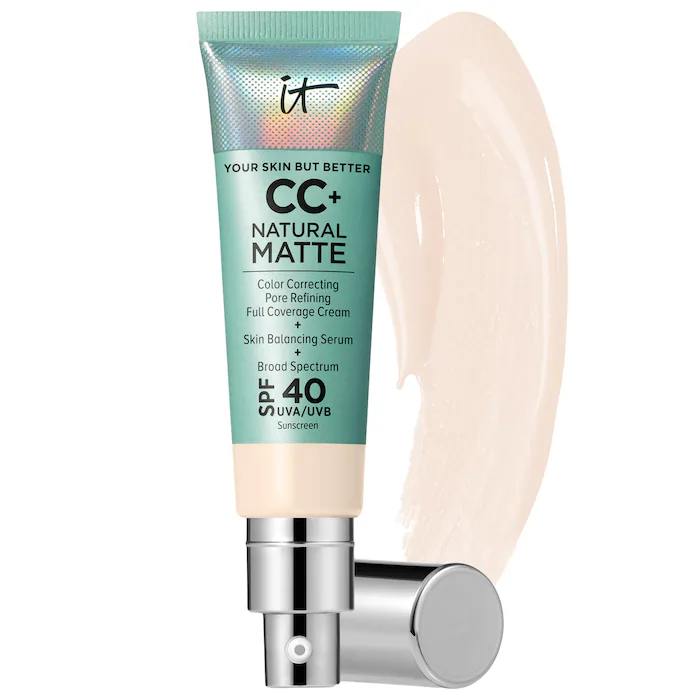 it
YOUR SKIN BUT BETTER
CC+
NATURAL
MATTE
Color Correcting
Pore Refining
Full Coverage Cream
+
Skin Balancing Serum
+
Broad Spectrum
SPF 40
UVA/UVB
Sunscreen